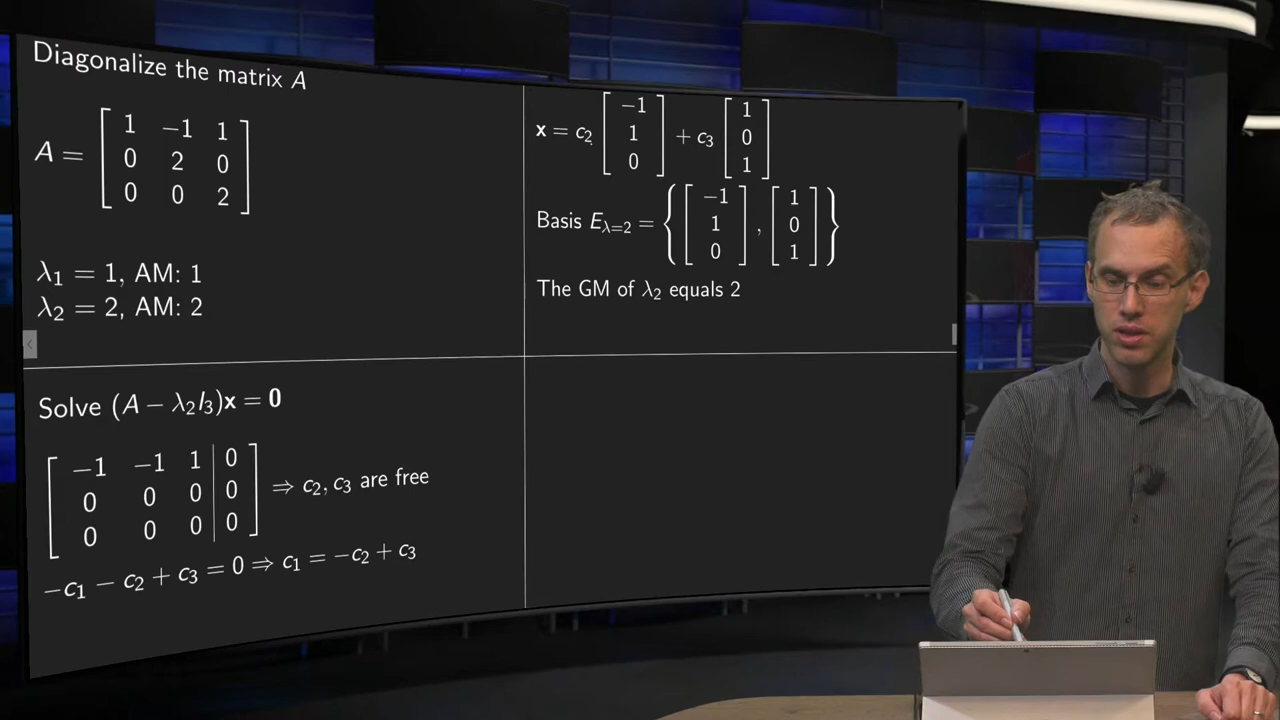 Diagonalize the matrix A
A = [ 1 −1 1
0 2 0
0 0 2 ]
λ₁ = 1, AM: 1
λ₂ = 2, AM: 2
Solve (A − λ₂I₃)x = 0
[ −1 −1 1 | 0
0 0 0 | 0
0 0 0 | 0 ] ⇒ c₂, c₃ are free
−c₁ − c₂ + c₃ = 0 ⇒ c₁ = −c₂ + c₃
x = c₂ [ −1 1 0 ] + c₃ [ 1 0 1 ]
Basis E_λ=2 = { [ −1 1 0 ] , [ 1 0 1 ] }
The GM of λ₂ equals 2